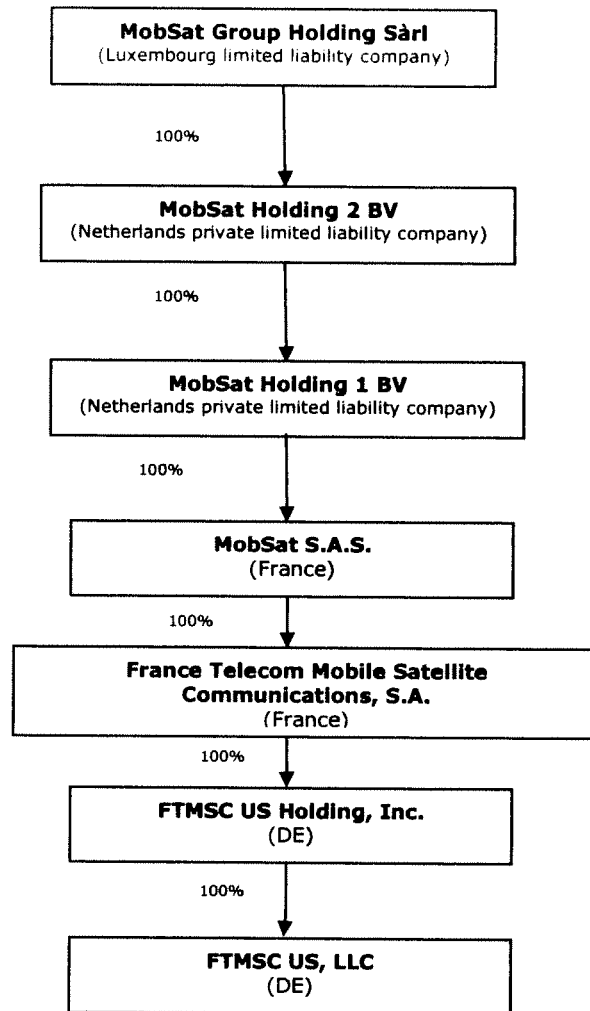 MobSat Group Holding Sàrl
(Luxembourg limited liability company)
100%
MobSat Holding 2 BV
(Netherlands private limited liability company)
100%
MobSat Holding 1 BV
(Netherlands private limited liability company)
100%
MobSat S.A.S.
(France)
100%
France Telecom Mobile Satellite
Communications, S.A.
(France)
100%
FTMSC US Holding, Inc.
(DE)
100%
FTMSC US, LLC
(DE)